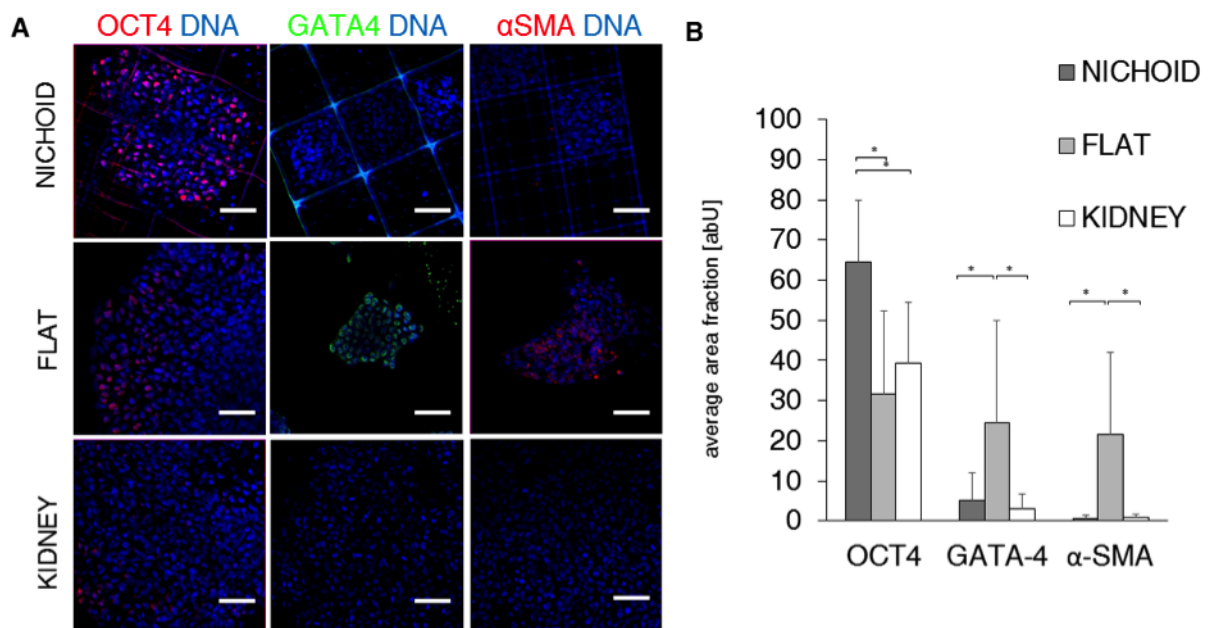 A
OCT4 DNA
GATA4 DNA
αSMA DNA
NICHOID
FLAT
KIDNEY
B
NICHOID
FLAT
KIDNEY
average area fraction [abU]
100
90
80
70
60
50
40
30
20
10
0
*
*
*
*
*
*
OCT4
GATA-4
α-SMA